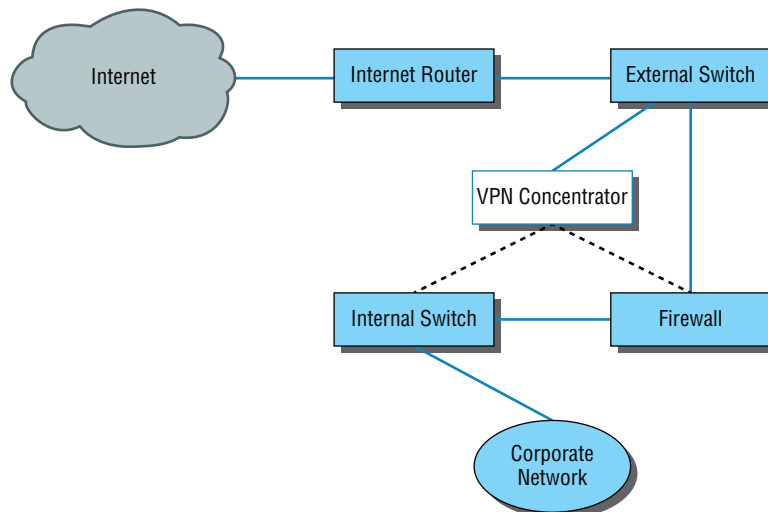 Internet
Internet Router
External Switch
VPN Concentrator
Internal Switch
Firewall
Corporate
Network